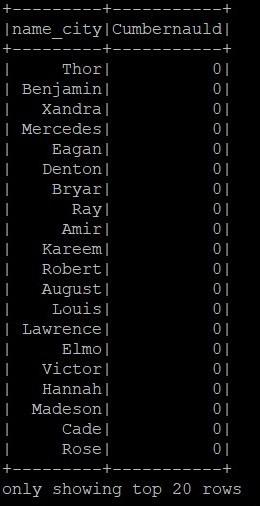 +---------+-----------+
|name_city|Cumbernauld|
+---------+-----------+
|     Thor|          0|
| Benjamin|          0|
|   Xandra|          0|
| Mercedes|          0|
|    Eagan|          0|
|   Denton|          0|
|    Bryar|          0|
|      Ray|          0|
|     Amir|          0|
|   Kareem|          0|
|   Robert|          0|
|   August|          0|
|    Louis|          0|
| Lawrence|          0|
|     Elmo|          0|
|   Victor|          0|
|   Hannah|          0|
|  Madeson|          0|
|     Cade|          0|
|     Rose|          0|
+---------+-----------+
only showing top 20 rows